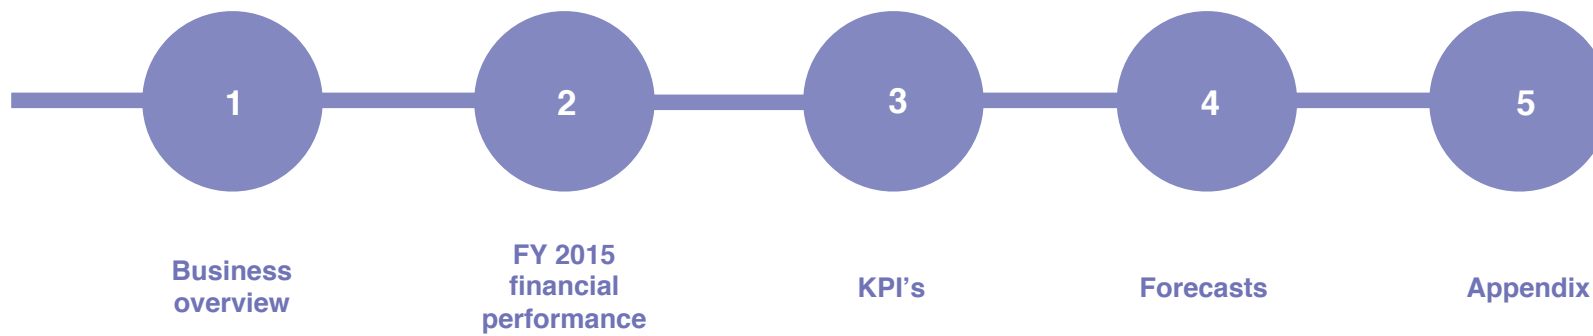 1
2
3
4
5
Business
overview
FY 2015
financial
performance
KPI's
Forecasts
Appendix